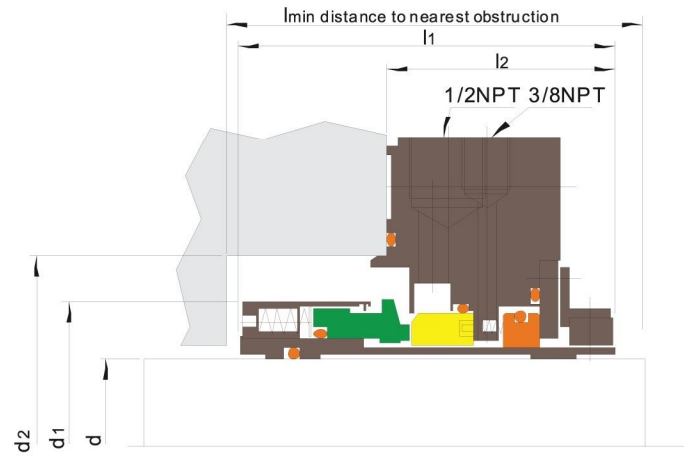 lmin distance to nearest obstruction
l1
l2
1/2NPT 3/8NPT
d2
d1
d